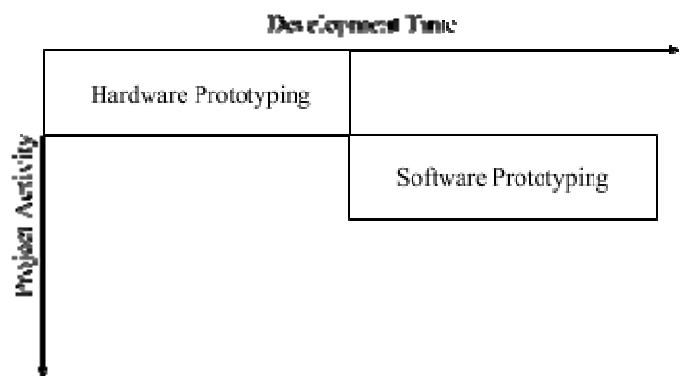 Development Time
Hardware Prototyping
Software Prototyping
Project Activity